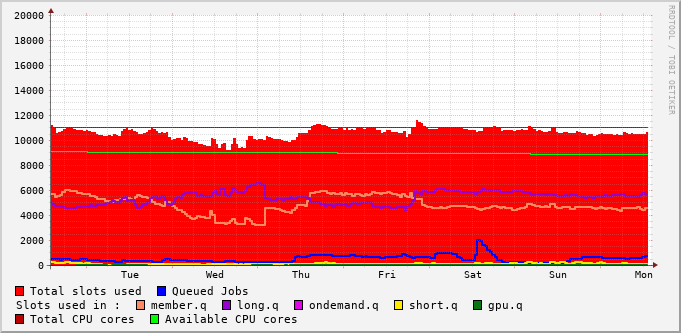 20000
18000
16000
14000
12000
10000
8000
6000
4000
2000
0
Tue Wed Thu Fri Sat Sun Mon
Total slots used Queued Jobs
Slots used in : member.q long.q ondemand.q short.q gpu.q
Total CPU cores Available CPU cores
RRDTOOL / TOBI OETIKER